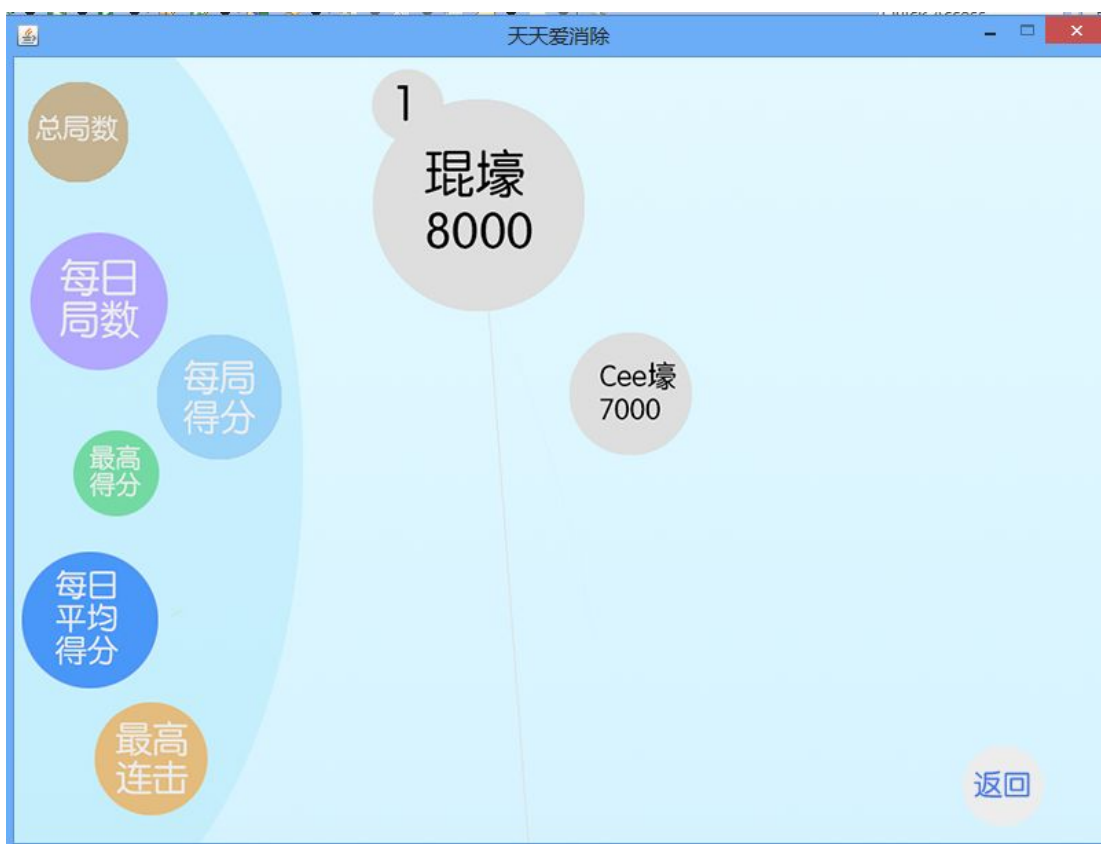 天天爱消除
总局数
1
琨壕
8000
每日
局数
每局
得分
Cee壕
7000
最高
得分
每日
平均
得分
最高
连击
返回